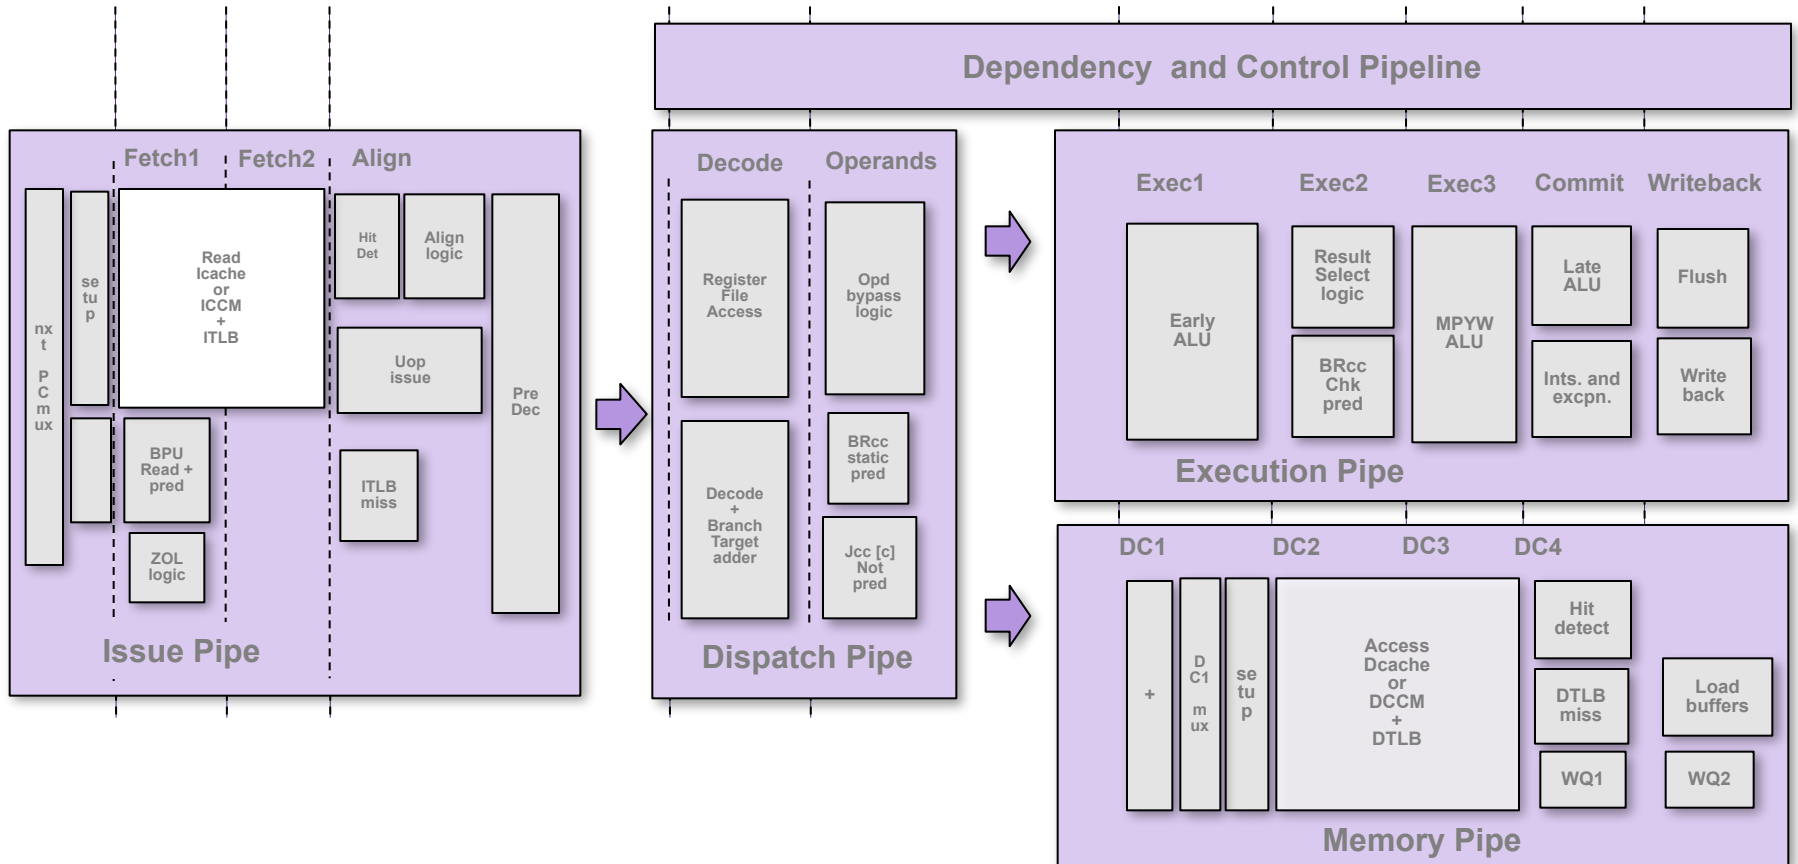 Dependency and Control Pipeline
Fetch1
Fetch2
Align
nx
t
P
C
m
ux
se
tu
p
Read
Icache
or
ICCM
+
ITLB
Hit
Det
Align
logic
Uop
issue
Pre
Dec
BPU
Read +
pred
ITLB
miss
ZOL
logic
Issue Pipe
Decode
Operands
Register
File
Access
Opd
bypass
logic
Decode
+
Branch
Target
adder
BRcc
static
pred
Jcc [c]
Not
pred
Dispatch Pipe
Exec1
Exec2
Exec3
Commit
Writeback
Early
ALU
Result
Select
logic
BRcc
Chk
pred
MPYW
ALU
Late
ALU
Ints. and
excpn.
Flush
Write
back
Execution Pipe
DC1
DC2
DC3
DC4
+
D
C1
m
ux
se
tu
p
Access
Dcache
or
DCCM
+
DTLB
Hit
detect
DTLB
miss
WQ1
Load
buffers
WQ2
Memory Pipe